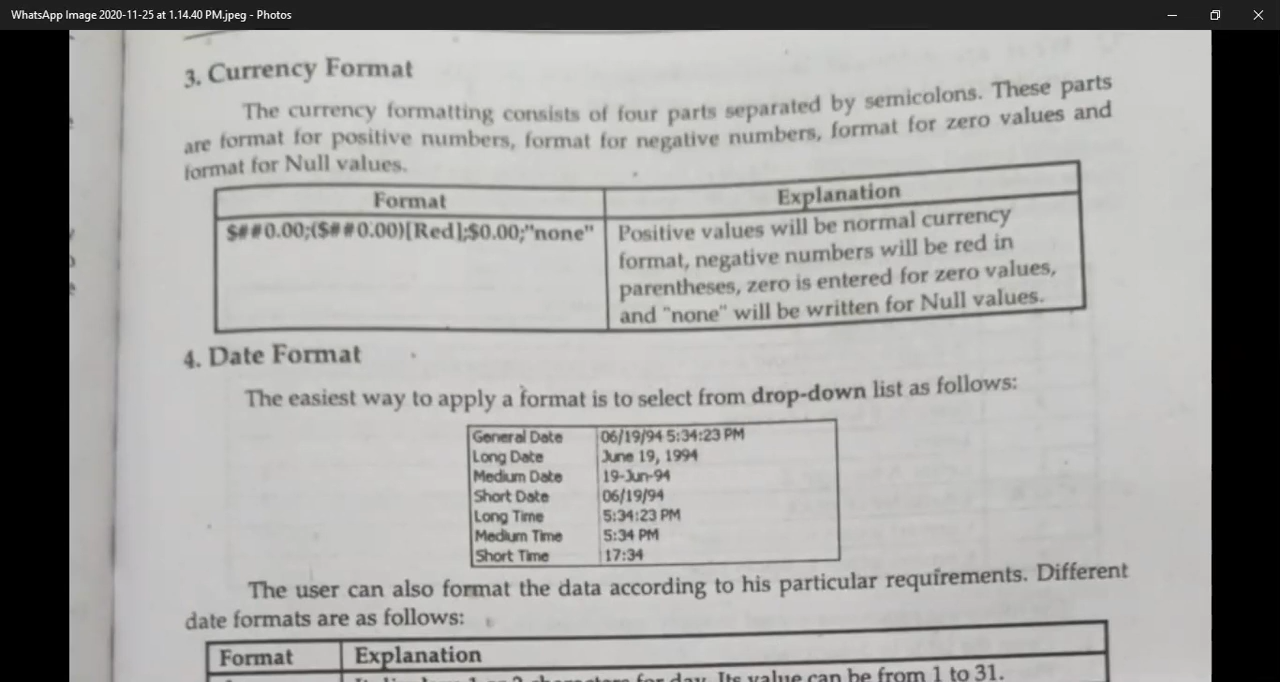 WhatsApp Image 2020-11-25 at 1.14.40 PM.jpeg - Photos
3. Currency Format
The currency formatting consists of four parts separated by semicolons. These parts
are format for positive numbers, format for negative numbers, format for zero values and
format for Null values.
Format Explanation
$##0.00;($##0.00)[Red];$0.00;"none" Positive values will be normal currency
format, negative numbers will be red in
parentheses, zero is entered for zero values,
and "none" will be written for Null values.
4. Date Format
The easiest way to apply a format is to select from drop-down list as follows:
General Date 06/19/94 5:34:23 PM
Long Date June 19, 1994
Medium Date 19-Jun-94
Short Date 06/19/94
Long Time 5:34:23 PM
Medium Time 5:34 PM
Short Time 17:34
The user can also format the data according to his particular requirements. Different
date formats are as follows:
Format Explanation
for day. Its value can be from 1 to 31.